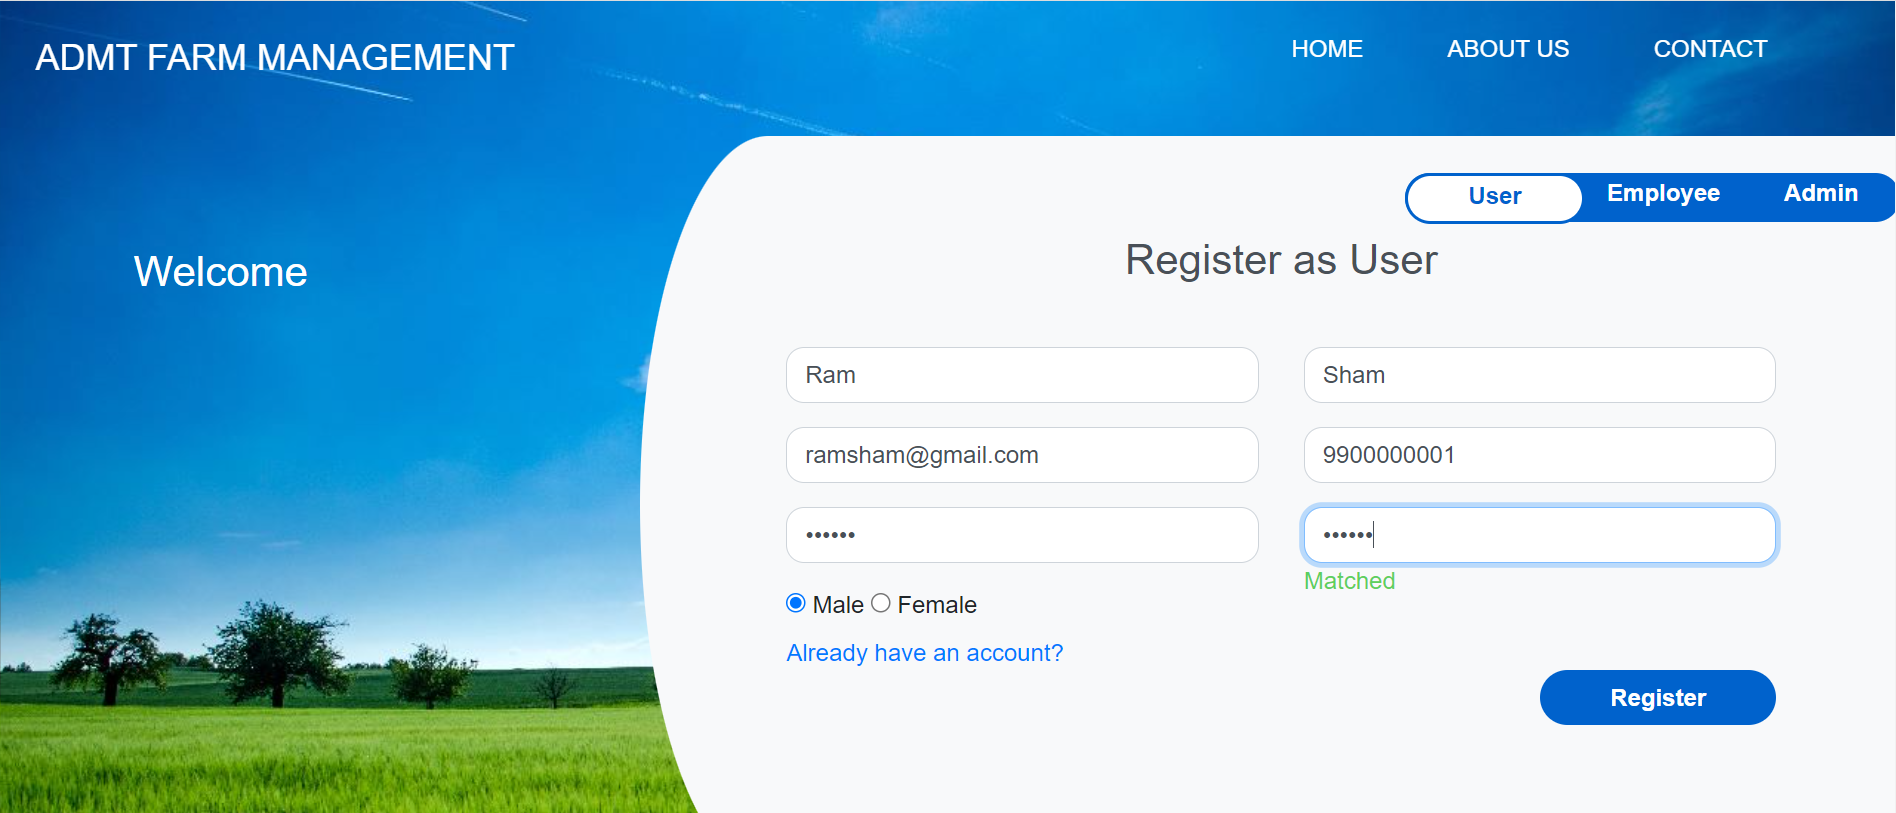 ADMT FARM MANAGEMENT
HOME ABOUT US CONTACT
User Employee Admin
Welcome
Register as User
Ram Sham
ramsham@gmail.com 9900000001
•••••• ••••••
Matched
Male Female
Already have an account?
Register